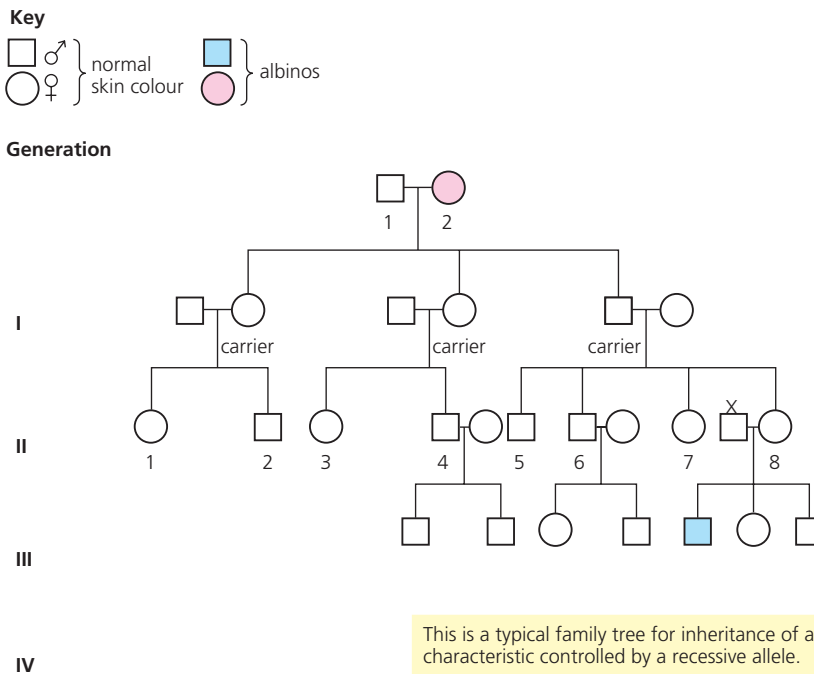 Key
normal
skin colour
albinos
Generation
1 2
I
carrier carrier carrier
X
II
1 2 3 4 5 6 7 8
III
This is a typical family tree for inheritance of a
characteristic controlled by a recessive allele.
IV